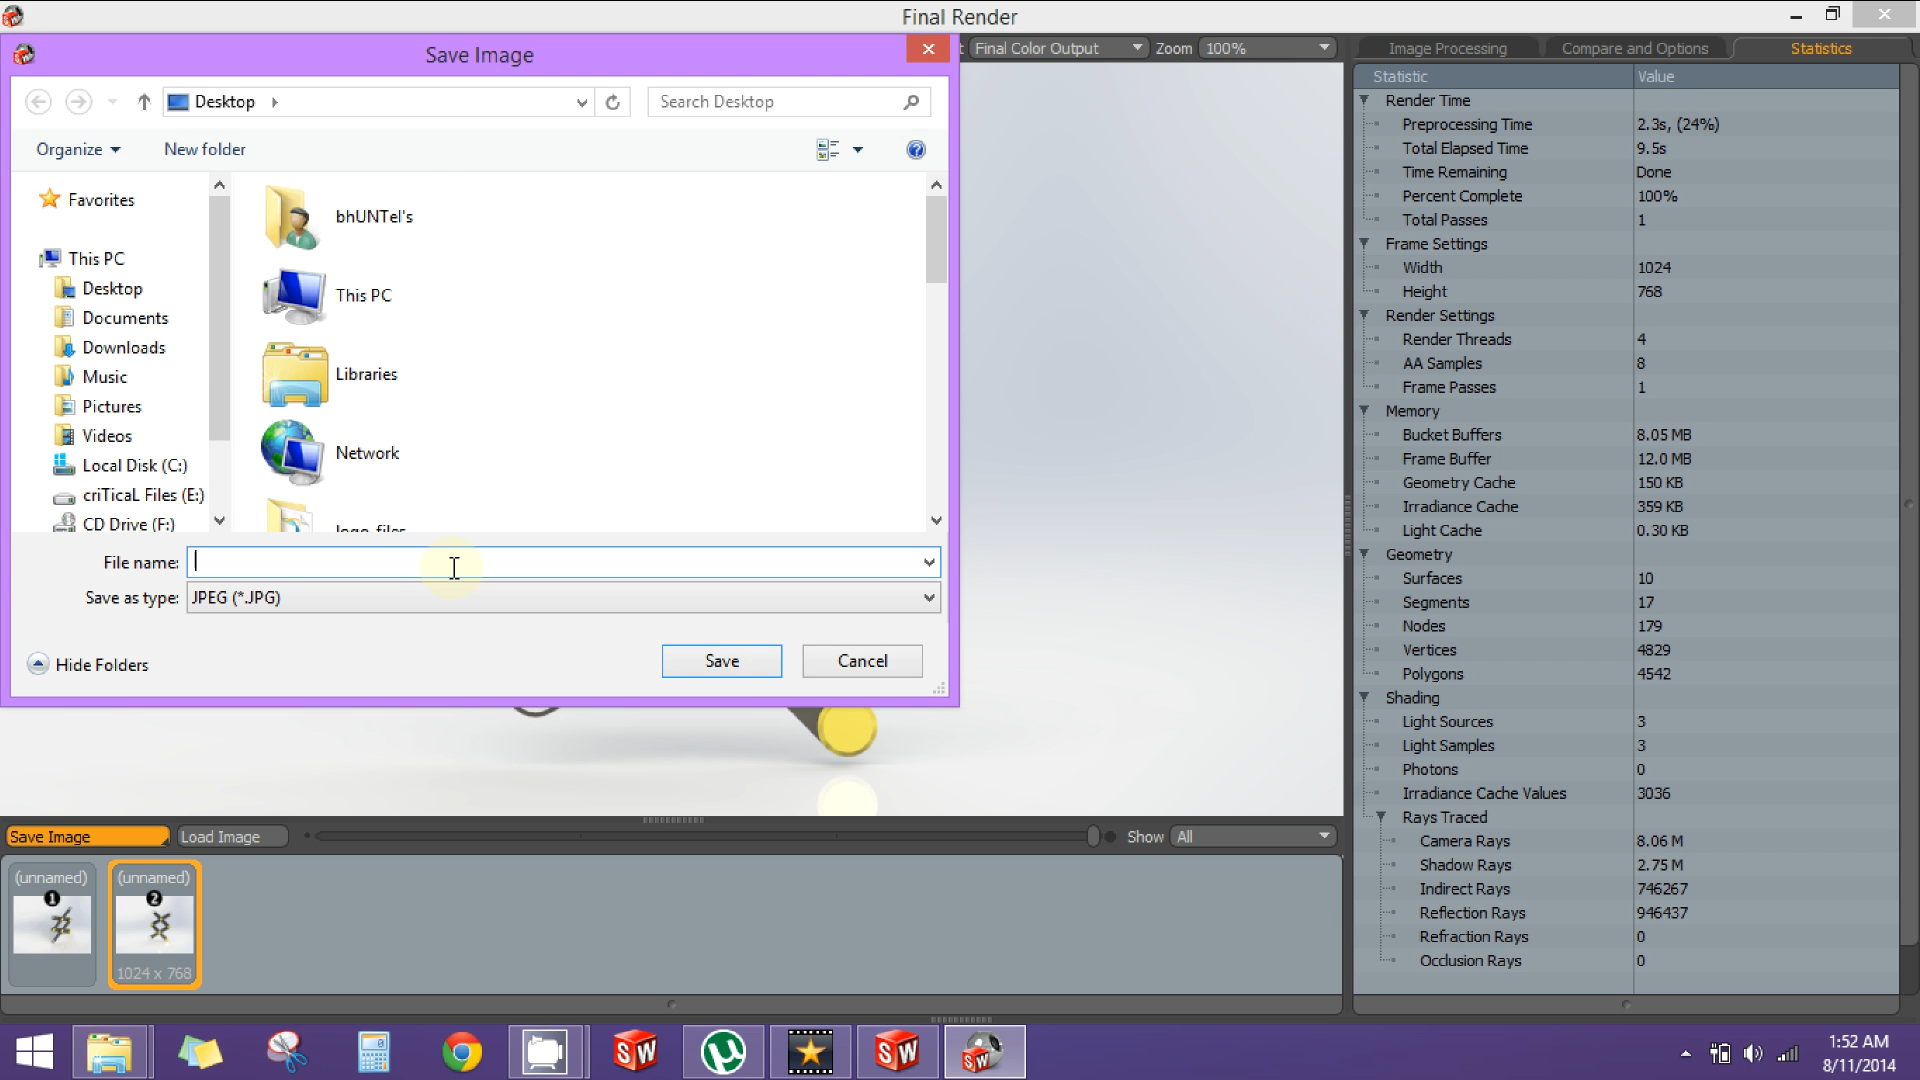 Final Render
Save Image
Final Color Output
Zoom 100%
Image Processing
Compare and Options
Statistics
Desktop
Search Desktop
Organize
New folder
Favorites
This PC
Desktop
Documents
Downloads
Music
Pictures
Videos
Local Disk (C:)
criTicaL Files (E:)
CD Drive (F:)
bhUNTel's
This PC
Libraries
Network
File name:
Save as type: JPEG (*.JPG)
Hide Folders
Save
Cancel
Statistic Value
Render Time
Preprocessing Time 2.3s, (24%)
Total Elapsed Time 9.5s
Time Remaining Done
Percent Complete 100%
Total Passes 1
Frame Settings
Width 1024
Height 768
Render Settings
Render Threads 4
AA Samples 8
Frame Passes 1
Memory
Bucket Buffers 8.05 MB
Frame Buffer 12.0 MB
Geometry Cache 150 KB
Irradiance Cache 359 KB
Light Cache 0.30 KB
Geometry
Surfaces 10
Segments 17
Nodes 179
Vertices 4829
Polygons 4542
Shading
Light Sources 3
Light Samples 3
Photons 0
Irradiance Cache Values 3036
Rays Traced
Camera Rays 8.06 M
Shadow Rays 2.75 M
Indirect Rays 746267
Reflection Rays 946437
Refraction Rays 0
Occlusion Rays 0
Save Image
Load Image
Show All
(unnamed)
1
(unnamed)
2
1024 x 768
SW
SW
SW
1:52 AM
8/11/2014